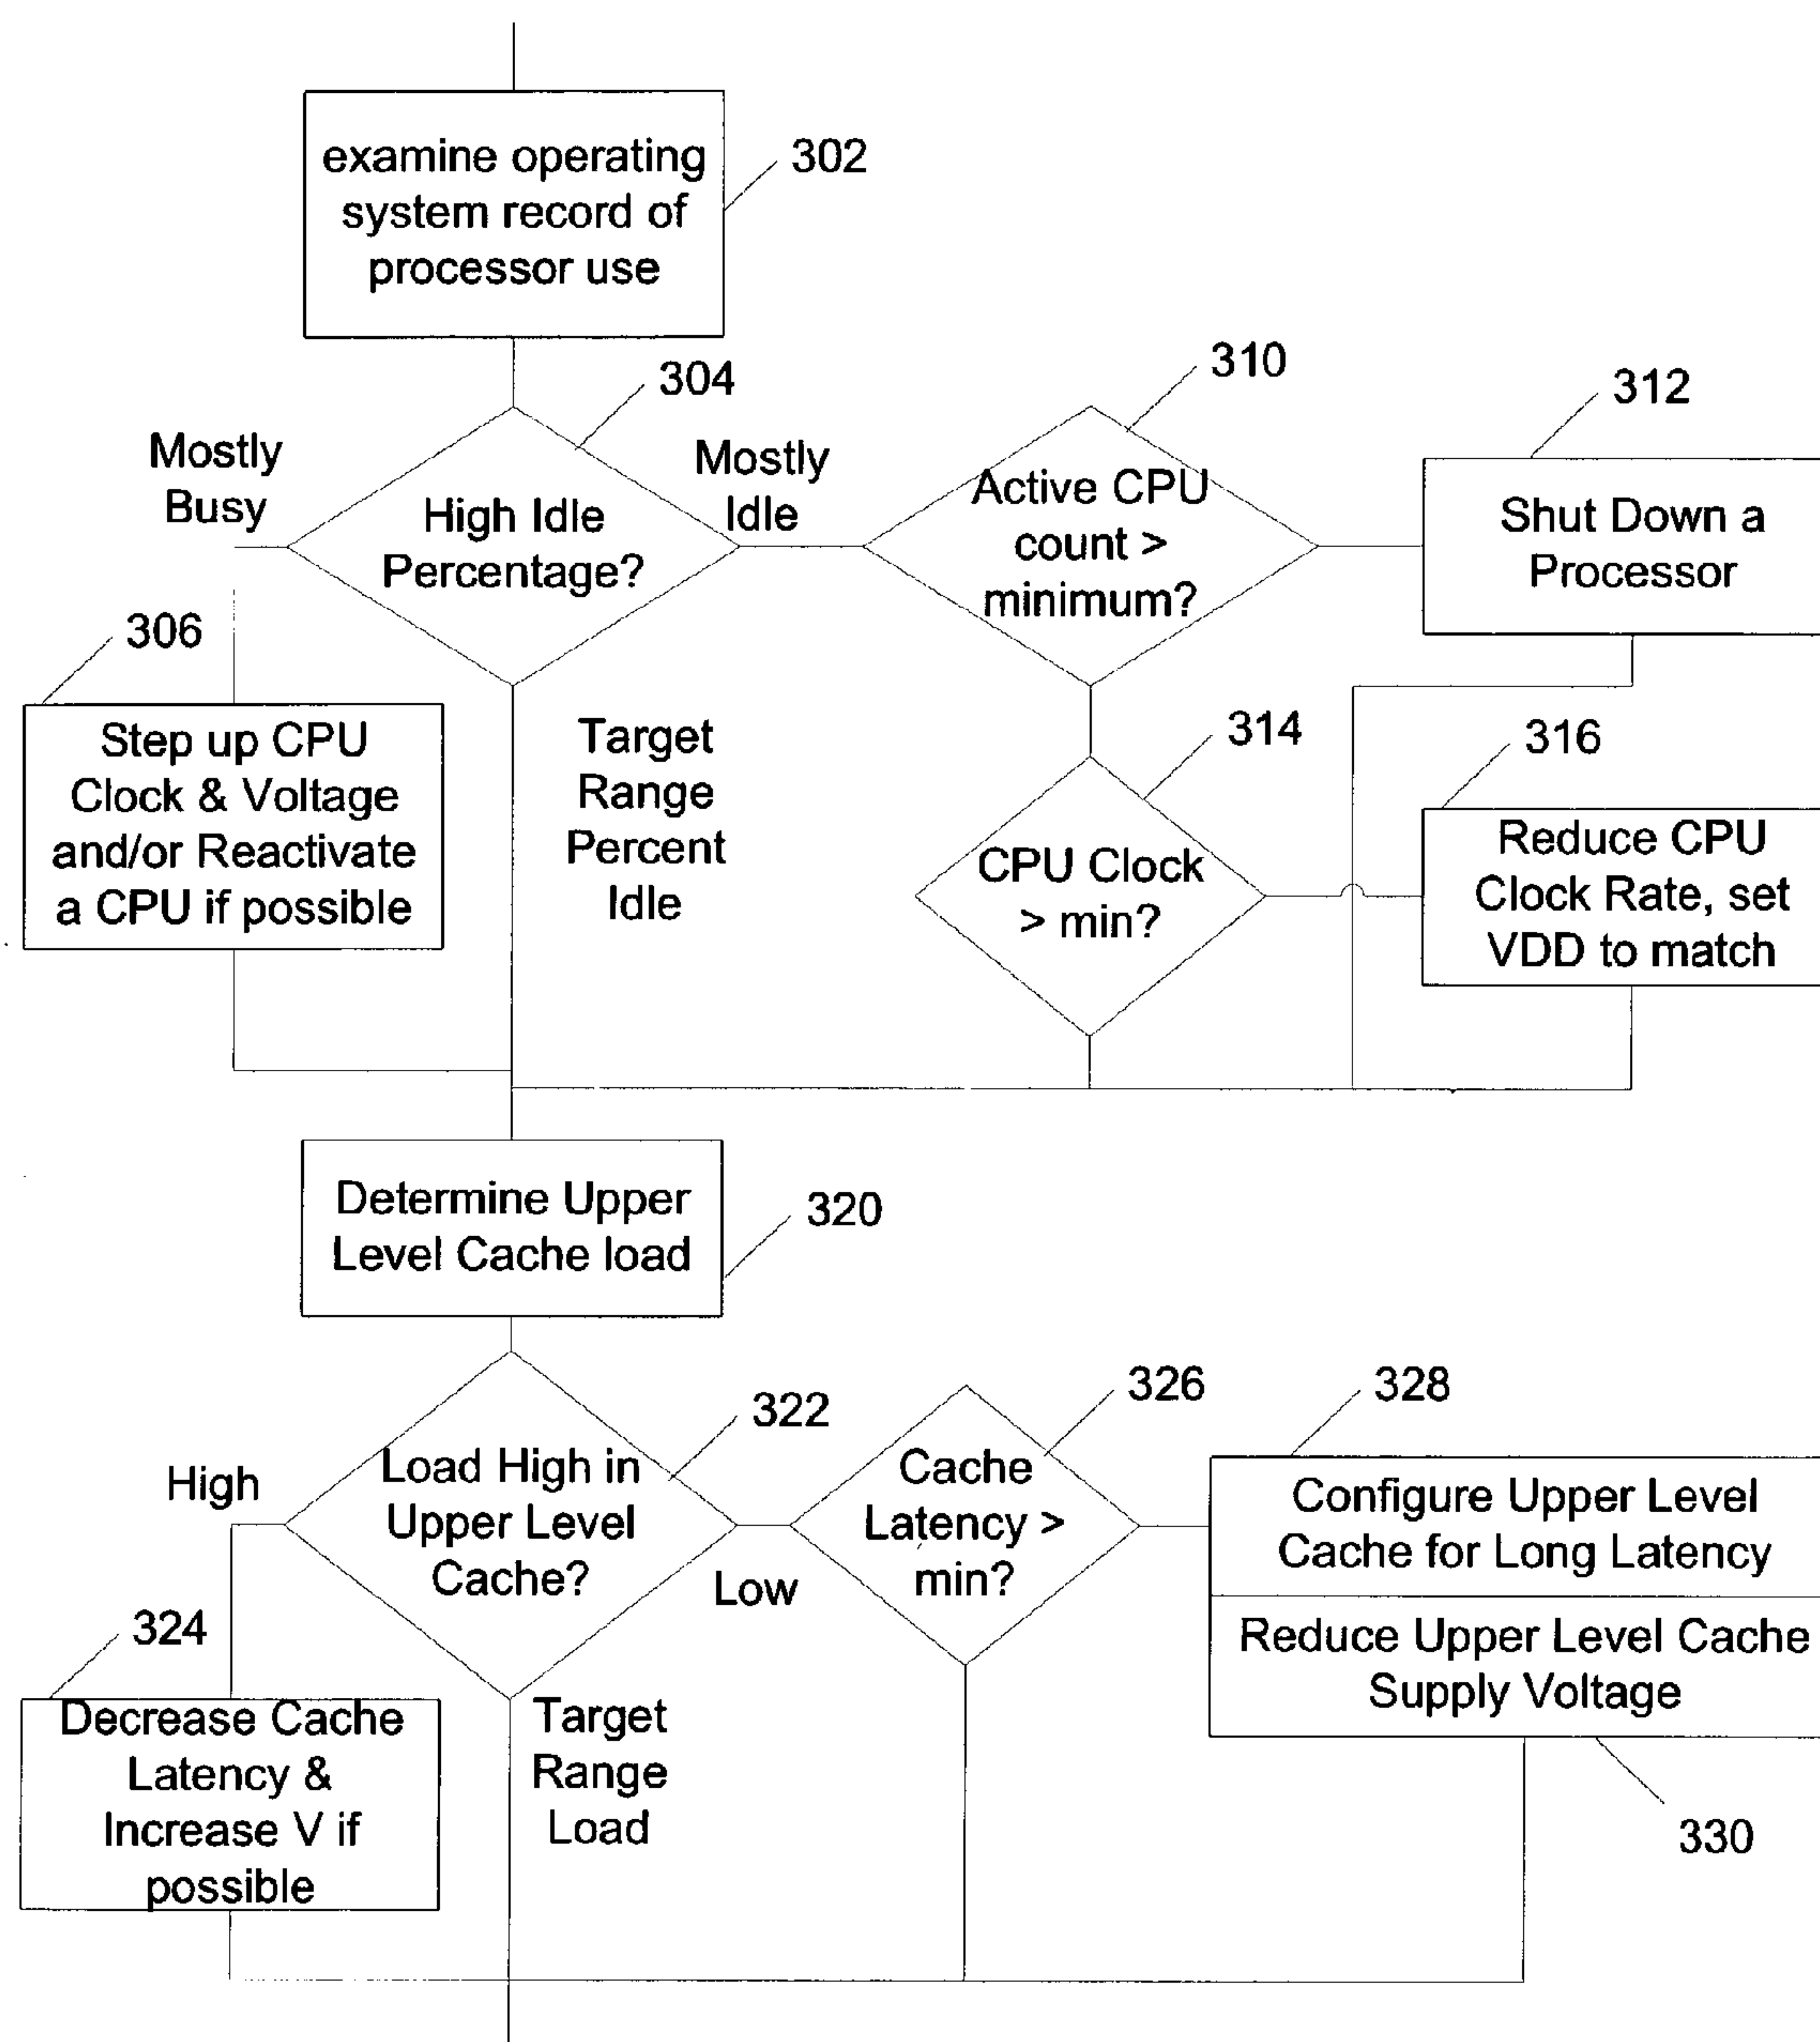 examine operating
system record of
processor use
302
304
310
312
Mostly
Busy
High Idle
Percentage?
Mostly
Idle
Active CPU
count >
minimum?
Shut Down a
Processor
306
Step up CPU
Clock & Voltage
and/or Reactivate
a CPU if possible
Target
Range
Percent
Idle
314
CPU Clock
> min?
316
Reduce CPU
Clock Rate, set
VDD to match
Determine Upper
Level Cache load
320
322
326
328
High
Load High in
Upper Level
Cache?
Low
Cache
Latency >
min?
Configure Upper Level
Cache for Long Latency
Reduce Upper Level Cache
Supply Voltage
330
324
Decrease Cache
Latency &
Increase V if
possible
Target
Range
Load